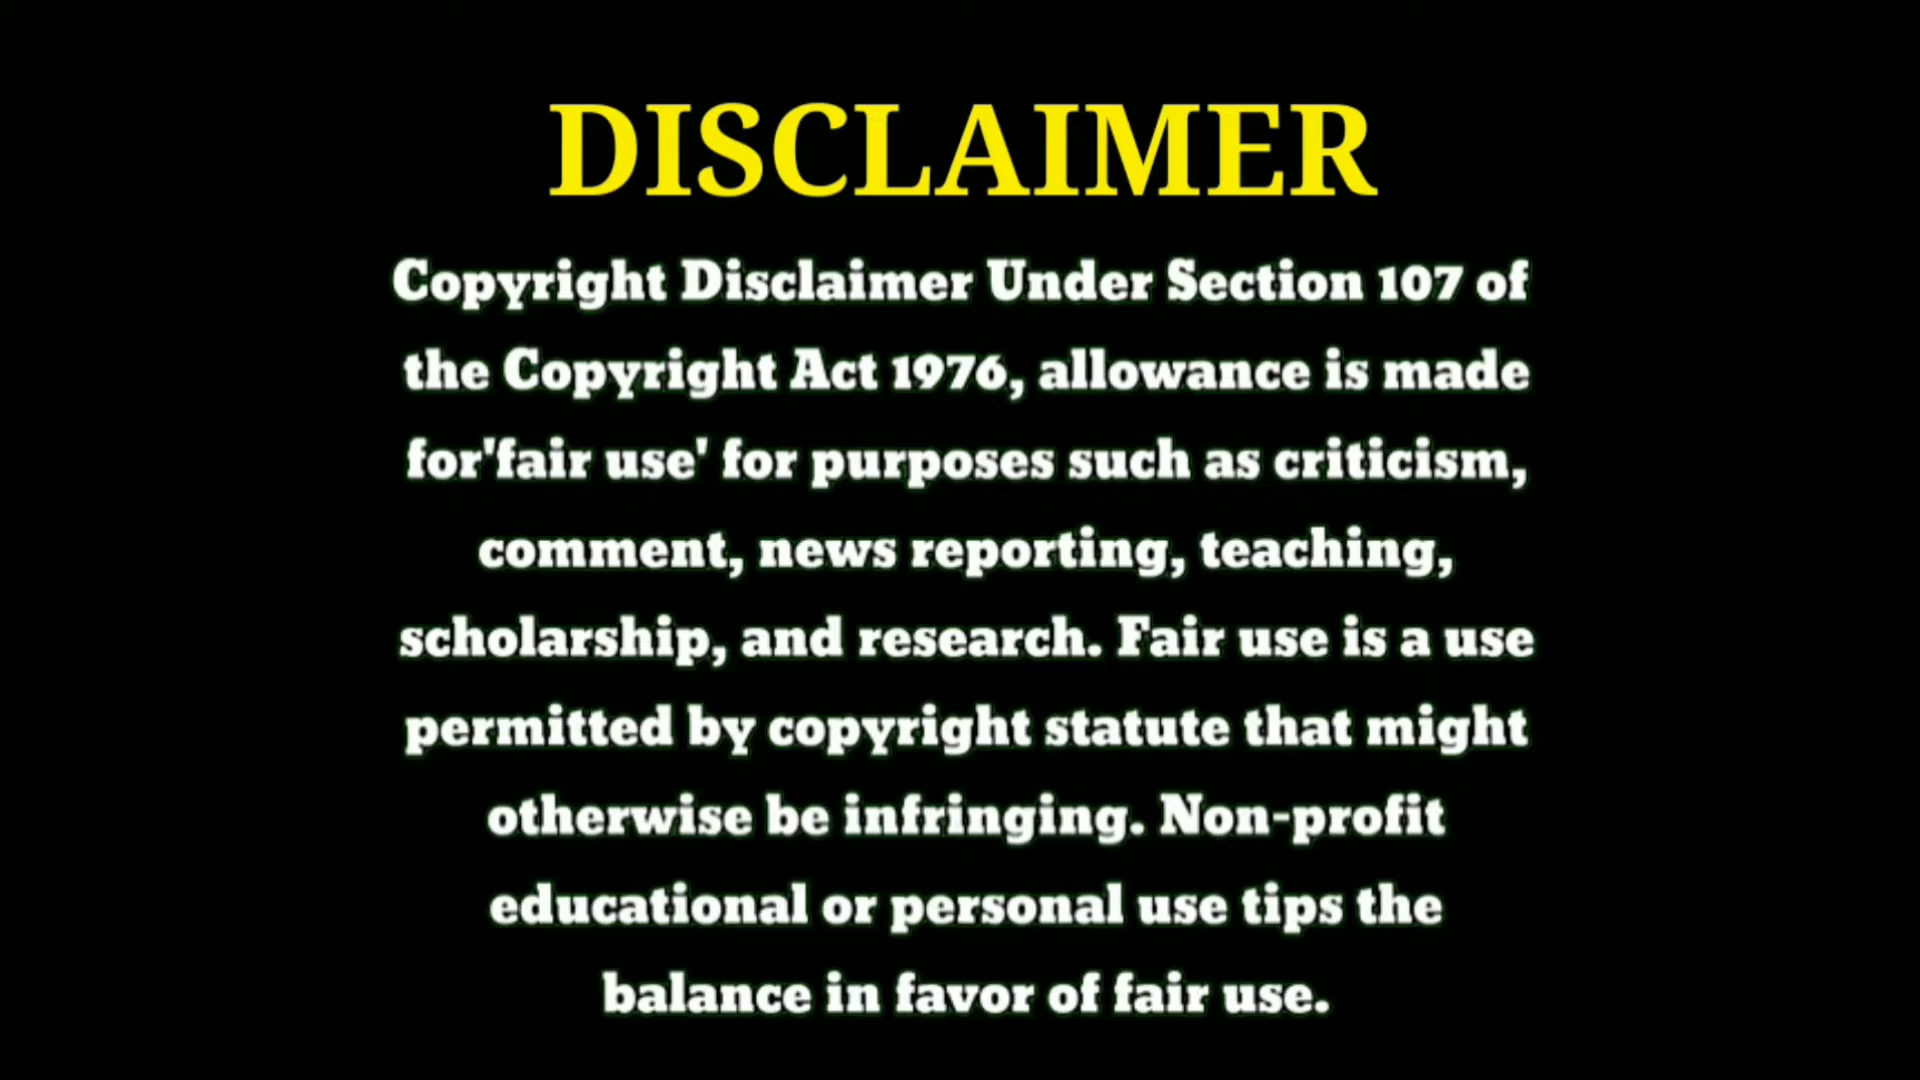 DISCLAIMER
Copyright Disclaimer Under Section 107 of
the Copyright Act 1976, allowance is made
for'fair use' for purposes such as criticism,
comment, news reporting, teaching,
scholarship, and research. Fair use is a use
permitted by copyright statute that might
otherwise be infringing. Non-profit
educational or personal use tips the
balance in favor of fair use.